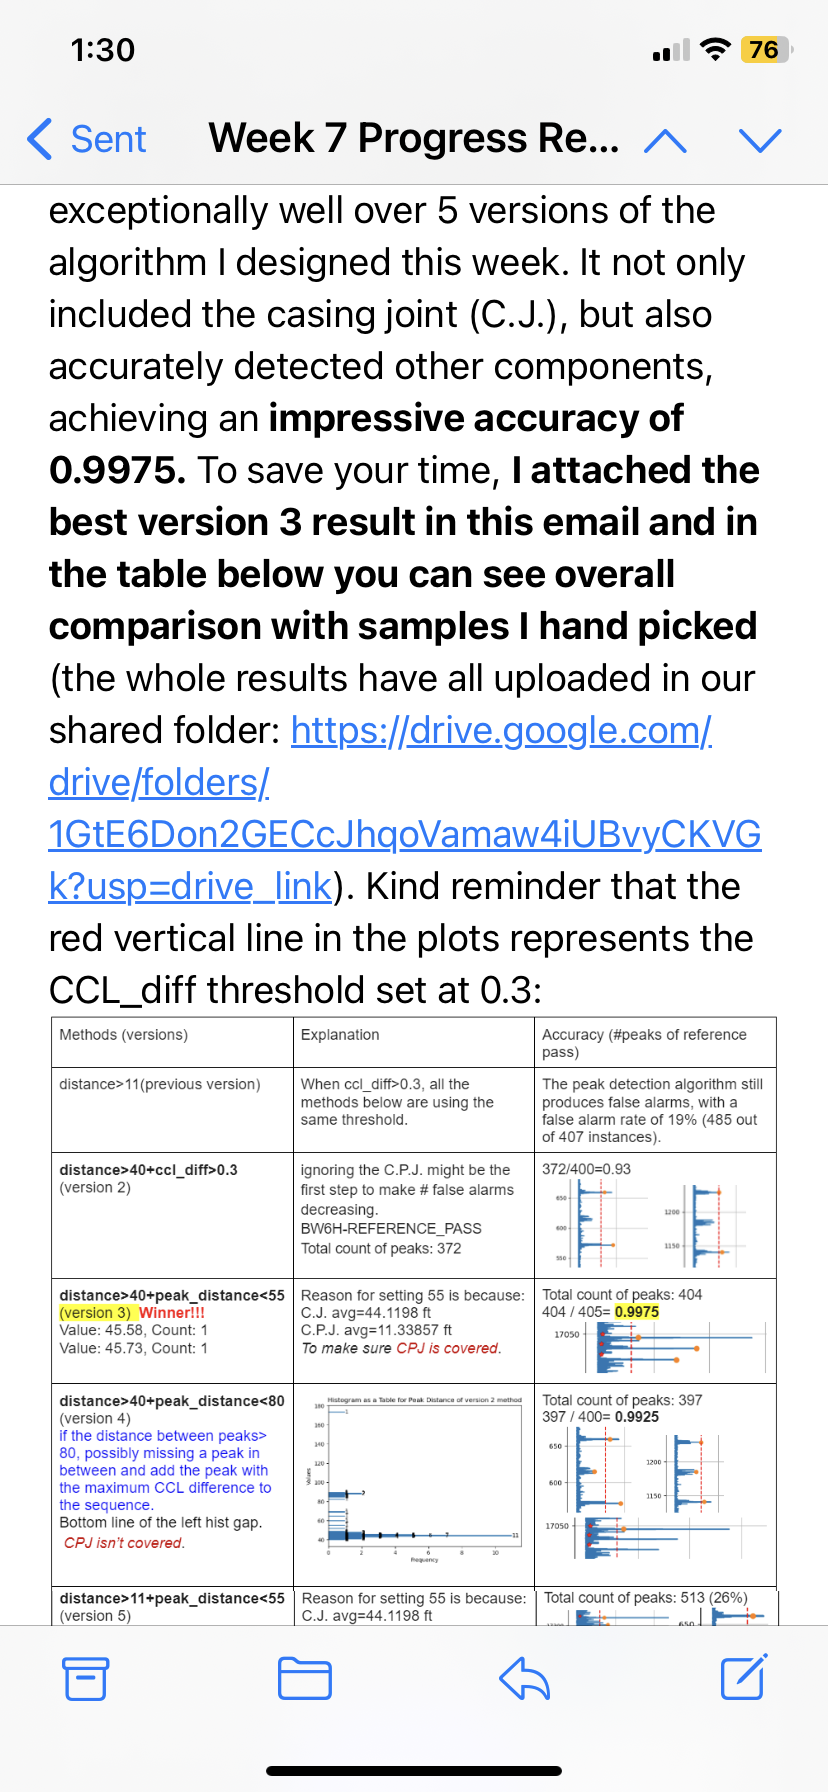 1:30
76
Sent
Week 7 Progress Re...
exceptionally well over 5 versions of the
algorithm I designed this week. It not only
included the casing joint (C.J.), but also
accurately detected other components,
achieving an impressive accuracy of
0.9975. To save your time, I attached the
best version 3 result in this email and in
the table below you can see overall
comparison with samples I hand picked
(the whole results have all uploaded in our
shared folder: https://drive.google.com/
drive/folders/
1GtE6Don2GECcJhqoVamaw4iUBvyCKVG
k?usp=drive_link). Kind reminder that the
red vertical line in the plots represents the
CCL_diff threshold set at 0.3:
Methods (versions)
Explanation
Accuracy (#peaks of reference
pass)
distance>11(previous version)
When ccl_diff>0.3, all the
methods below are using the
same threshold.
The peak detection algorithm still
produces false alarms, with a
false alarm rate of 19% (485 out
of 407 instances).
distance>40+ccl_diff>0.3
(version 2)
ignoring the C.P.J. might be the
first step to make # false alarms
decreasing.
BW6H-REFERENCE_PASS
Total count of peaks: 372
372/400=0.93
650
600
550
1200
1150
distance>40+peak_distance<55
(version 3) Winner!!!
Value: 45.58, Count: 1
Value: 45.73, Count: 1
Reason for setting 55 is because:
C.J. avg=44.1198 ft
C.P.J. avg=11.33857 ft
To make sure CPJ is covered.
Total count of peaks: 404
404 / 405= 0.9975
17050
distance>40+peak_distance<80
(version 4)
if the distance between peaks>
80, possibly missing a peak in
between and add the peak with
the maximum CCL difference to
the sequence.
Bottom line of the left hist gap.
CPJ isn't covered.
Histogram as a Table for Peak Distance of version 2 method
180
160
140
120
100
80
60
40
Values
0
2
4
6
8
10
Frequency
11
Total count of peaks: 397
397 / 400= 0.9925
650
600
1200
1150
17050
distance>11+peak_distance<55
(version 5)
Reason for setting 55 is because:
C.J. avg=44.1198 ft
Total count of peaks: 513 (26%)
650